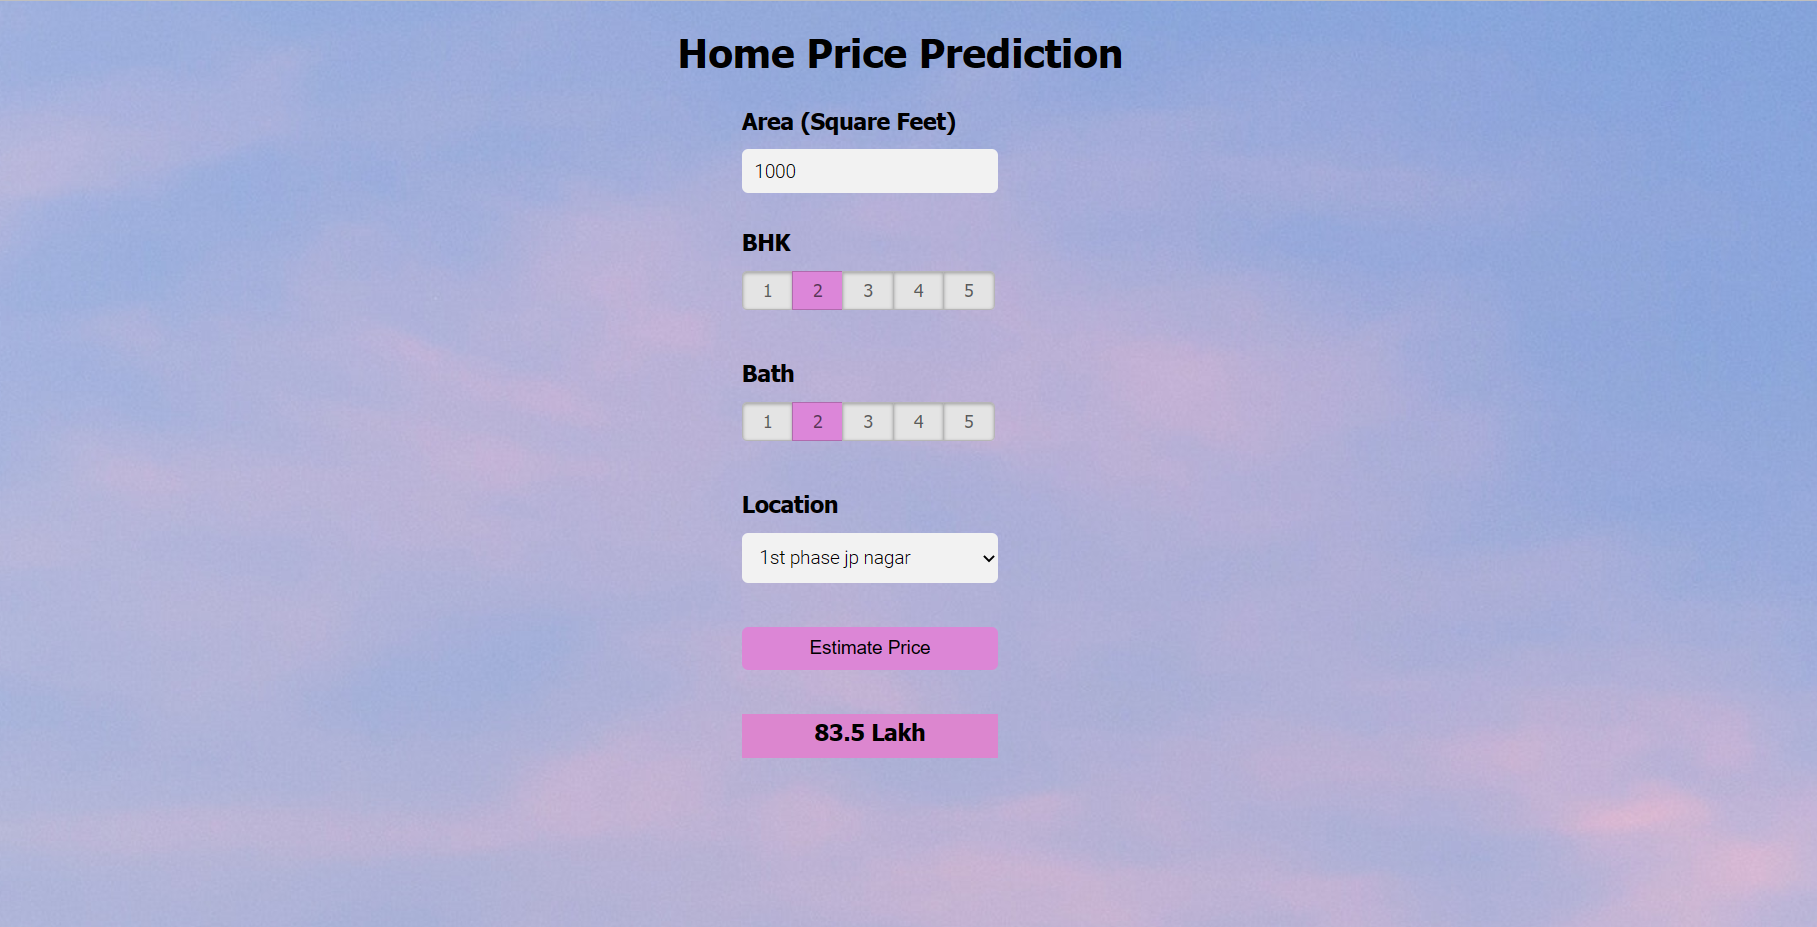 Home Price Prediction
Area (Square Feet)
1000
BHK
1 2 3 4 5
Bath
1 2 3 4 5
Location
1st phase jp nagar
Estimate Price
83.5 Lakh